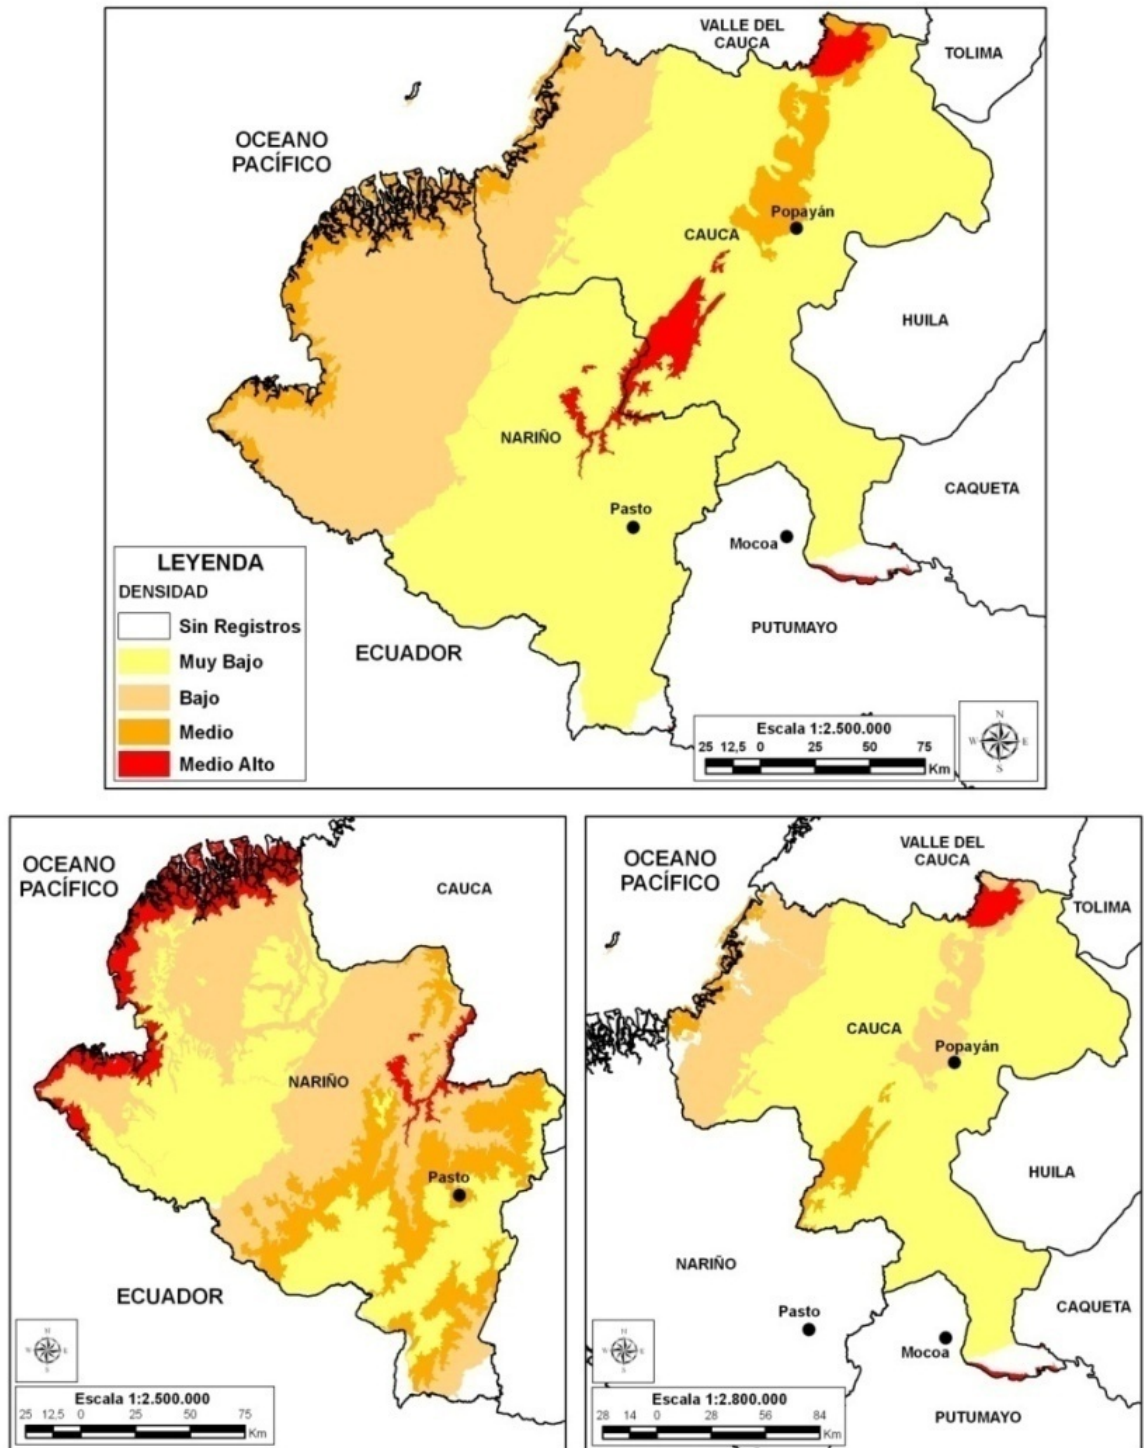 VALLE DEL
CAUCA
TOLIMA
OCEANO
PACÍFICO
Popayán
CAUCA
HUILA
NARIÑO
CAQUETA
Pasto
Mocoa
LEYENDA
DENSIDAD
Sin Registros
Muy Bajo
Bajo
Medio
Medio Alto
ECUADOR
PUTUMAYO
Escala 1:2.500.000
25 12,5 0 25 50 75
Km
N
W E
S
OCEANO
PACÍFICO
CAUCA
NARIÑO
Pasto
ECUADOR
N
W E
S
Escala 1:2.500.000
25 12,5 0 25 50 75
Km
OCEANO
PACÍFICO
VALLE DEL
CAUCA
TOLIMA
CAUCA
Popayán
HUILA
NARIÑO
CAQUETA
Pasto
Mocoa
N
W E
S
Escala 1:2.800.000
28 14 0 28 56 84
Km
PUTUMAYO